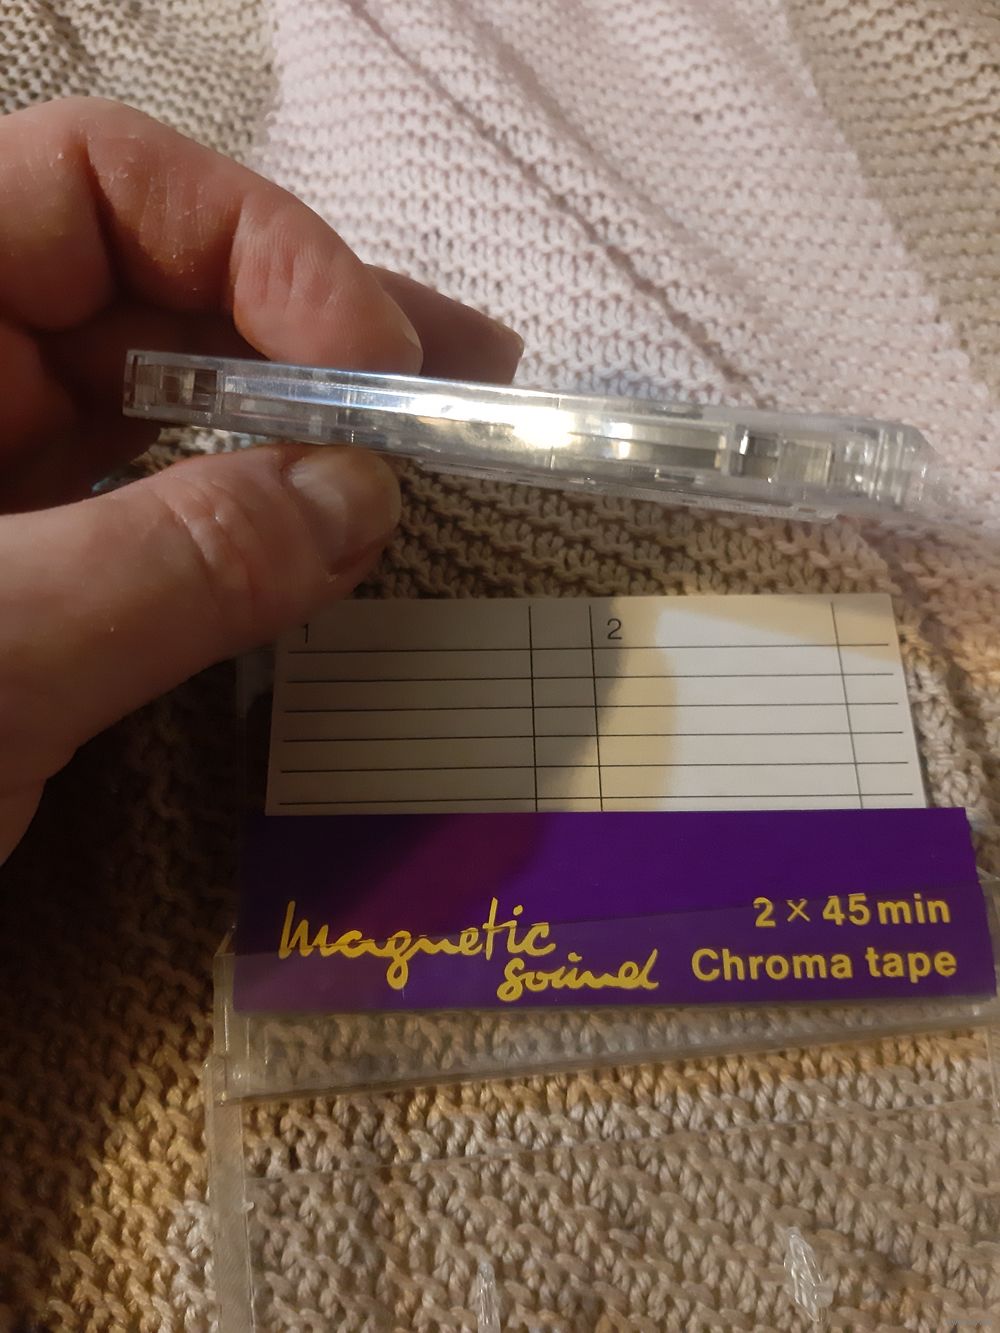 1 2
Magnetic 2 × 45 min
sound Chroma tape